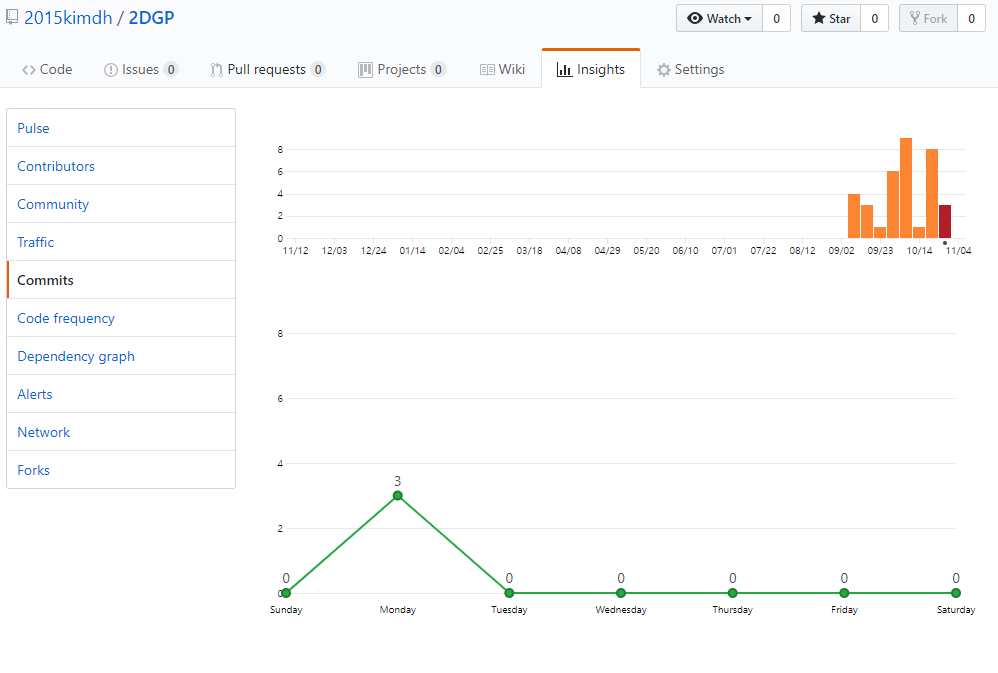 2015kimdh / 2DGP
Watch 0 Star 0 Fork 0
Code Issues 0 Pull requests 0 Projects 0 Wiki Insights Settings
Pulse
Contributors
Community
Traffic
Commits
Code frequency
Dependency graph
Alerts
Network
Forks
8
6
4
2
0
11/12 12/03 12/24 01/14 02/04 02/25 03/18 04/08 04/29 05/20 06/10 07/01 07/22 08/12 09/02 09/23 10/14 11/04
8
6
4
2
0
0 3 0 0 0 0 0
Sunday Monday Tuesday Wednesday Thursday Friday Saturday